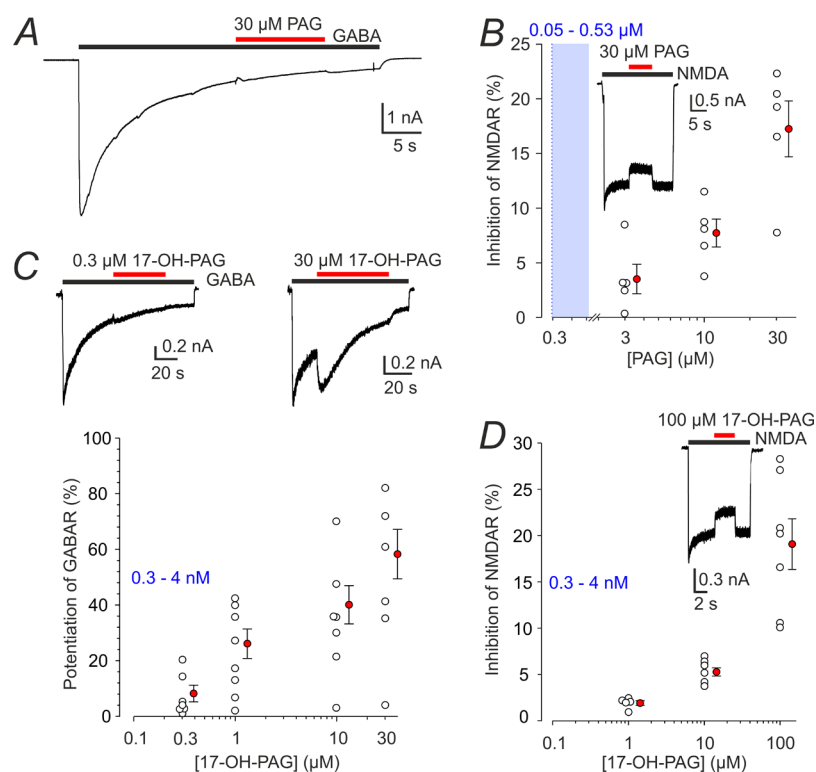 A
30 µM PAG
GABA
1 nA
5 s
B
0.05 - 0.53 µM
30 µM PAG
NMDA
0.5 nA
5 s
Inhibition of NMDAR (%)
25
20
15
10
5
0
0.3
3
10
30
[PAG] (µM)
C
0.3 µM 17-OH-PAG
GABA
0.2 nA
20 s
30 µM 17-OH-PAG
0.2 nA
20 s
Potentiation of GABAR (%)
100
80
60
40
20
0
0.3 - 4 nM
0.1
0.3
1
10
30
[17-OH-PAG] (µM)
D
100 µM 17-OH-PAG
NMDA
0.3 nA
2 s
Inhibition of NMDAR (%)
30
25
20
15
10
5
0
0.3 - 4 nM
0.1
1
10
100
[17-OH-PAG] (µM)